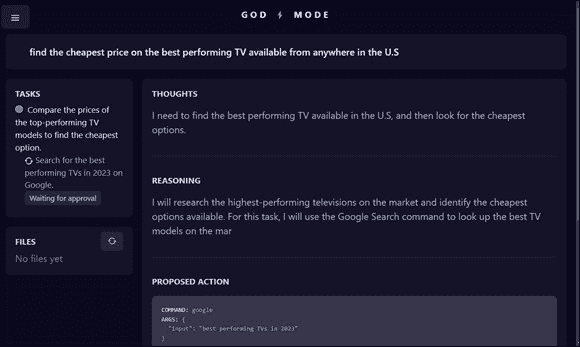 GOD MODE
find the cheapest price on the best performing TV available from anywhere in the U.S
TASKS
Compare the prices of
the top-performing TV
models to find the cheapest
option.
Search for the best
performing TVs in 2023 on
Google.
Waiting for approval
FILES
No files yet
THOUGHTS
I need to find the best performing TV available in the U.S, and then look for the cheapest
options.
REASONING
I will research the highest-performing televisions on the market and identify the cheapest
options available. For this task, I will use the Google Search command to look up the best TV
models on the mar
PROPOSED ACTION
COMMAND: google
ARGS: {
"input": "best performing TVs in 2023"
}